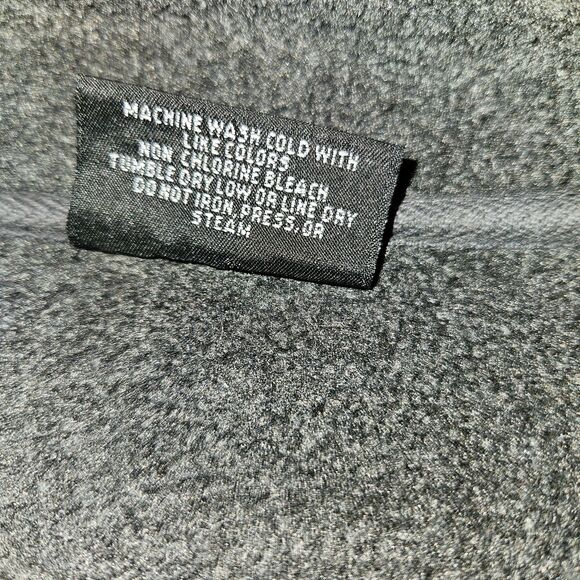 MACHINE WASH COLD WITH
LIKE COLORS
NON CHLORINE BLEACH
TUMBLE DRY LOW OR LINE DRY
DO NOT IRON, PRESS, OR
STEAM